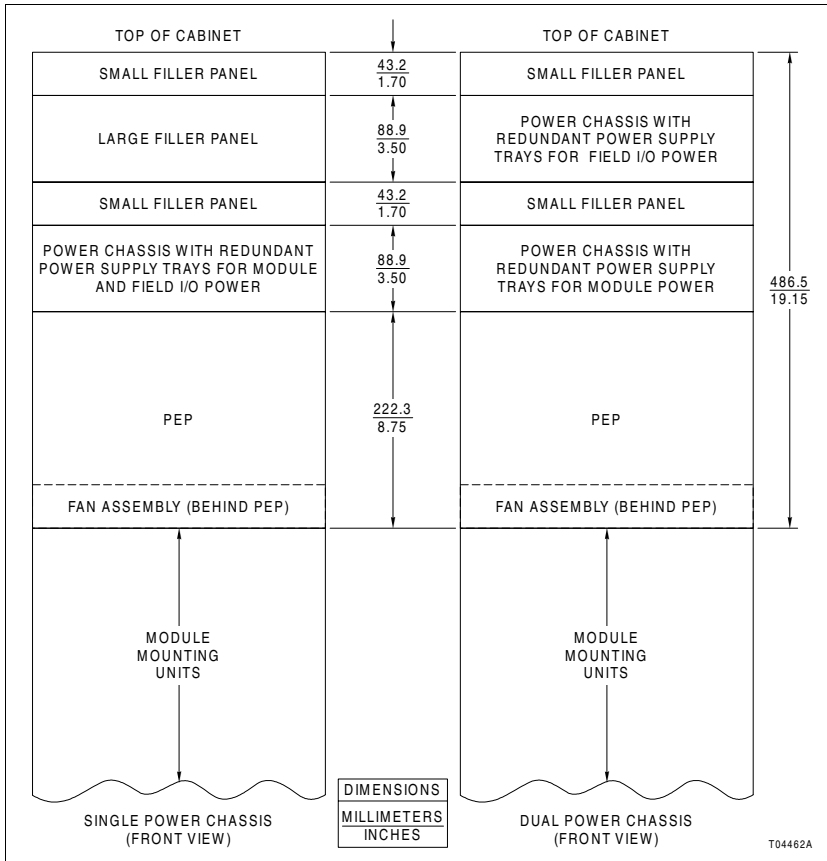 TOP OF CABINET
SMALL FILLER PANEL
LARGE FILLER PANEL
SMALL FILLER PANEL
POWER CHASSIS WITH REDUNDANT
POWER SUPPLY TRAYS FOR MODULE
AND FIELD I/O POWER
PEP
FAN ASSEMBLY (BEHIND PEP)
MODULE
MOUNTING
UNITS
SINGLE POWER CHASSIS
(FRONT VIEW)
43.2
1.70
88.9
3.50
43.2
1.70
88.9
3.50
222.3
8.75
DIMENSIONS
MILLIMETERS
INCHES
TOP OF CABINET
SMALL FILLER PANEL
POWER CHASSIS WITH
REDUNDANT POWER SUPPLY
TRAYS FOR FIELD I/O POWER
SMALL FILLER PANEL
POWER CHASSIS WITH
REDUNDANT POWER SUPPLY
TRAYS FOR MODULE POWER
PEP
FAN ASSEMBLY (BEHIND PEP)
MODULE
MOUNTING
UNITS
DUAL POWER CHASSIS
(FRONT VIEW)
486.5
19.15
T04462A